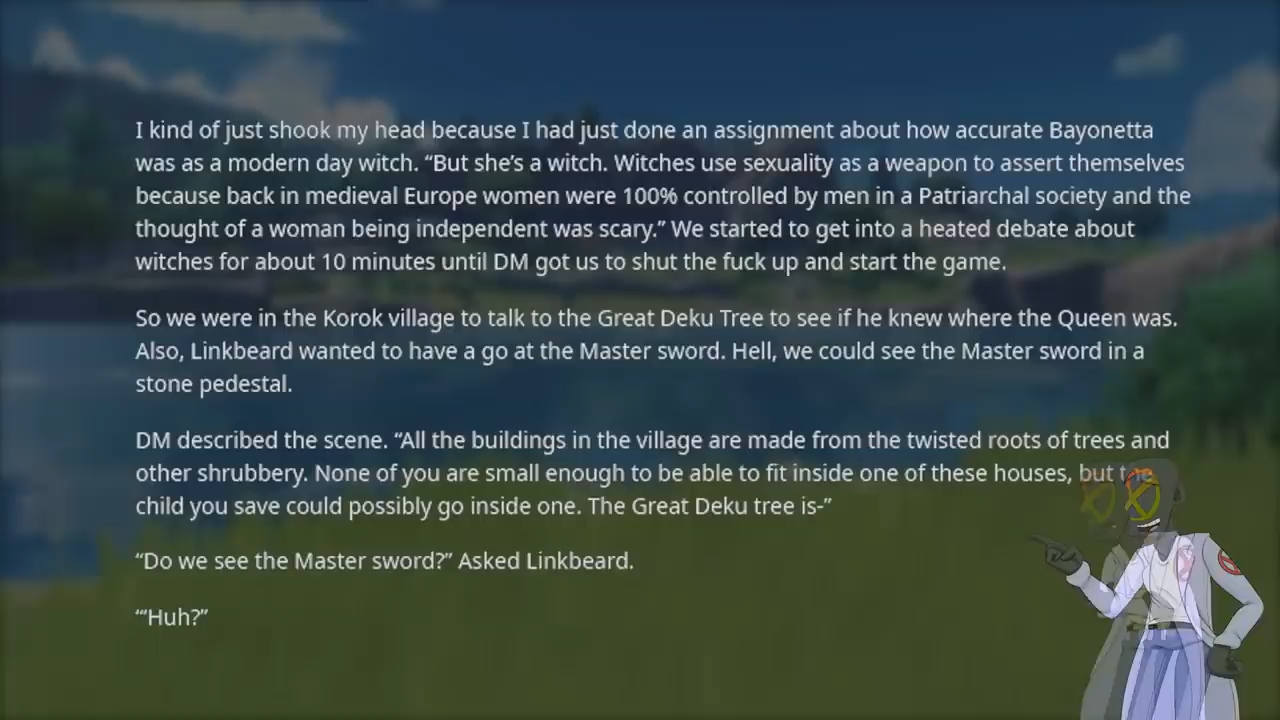 I kind of just shook my head because I had just done an assignment about how accurate Bayonetta
was as a modern day witch. “But she’s a witch. Witches use sexuality as a weapon to assert themselves
because back in medieval Europe women were 100% controlled by men in a Patriarchal society and the
thought of a woman being independent was scary.” We started to get into a heated debate about
witches for about 10 minutes until DM got us to shut the fuck up and start the game.
So we were in the Korok village to talk to the Great Deku Tree to see if he knew where the Queen was.
Also, Linkbeard wanted to have a go at the Master sword. Hell, we could see the Master sword in a
stone pedestal.
DM described the scene. “All the buildings in the village are made from the twisted roots of trees and
other shrubbery. None of you are small enough to be able to fit inside one of these houses, but the
child you save could possibly go inside one. The Great Deku tree is-”
“Do we see the Master sword?” Asked Linkbeard.
“‘Huh?”